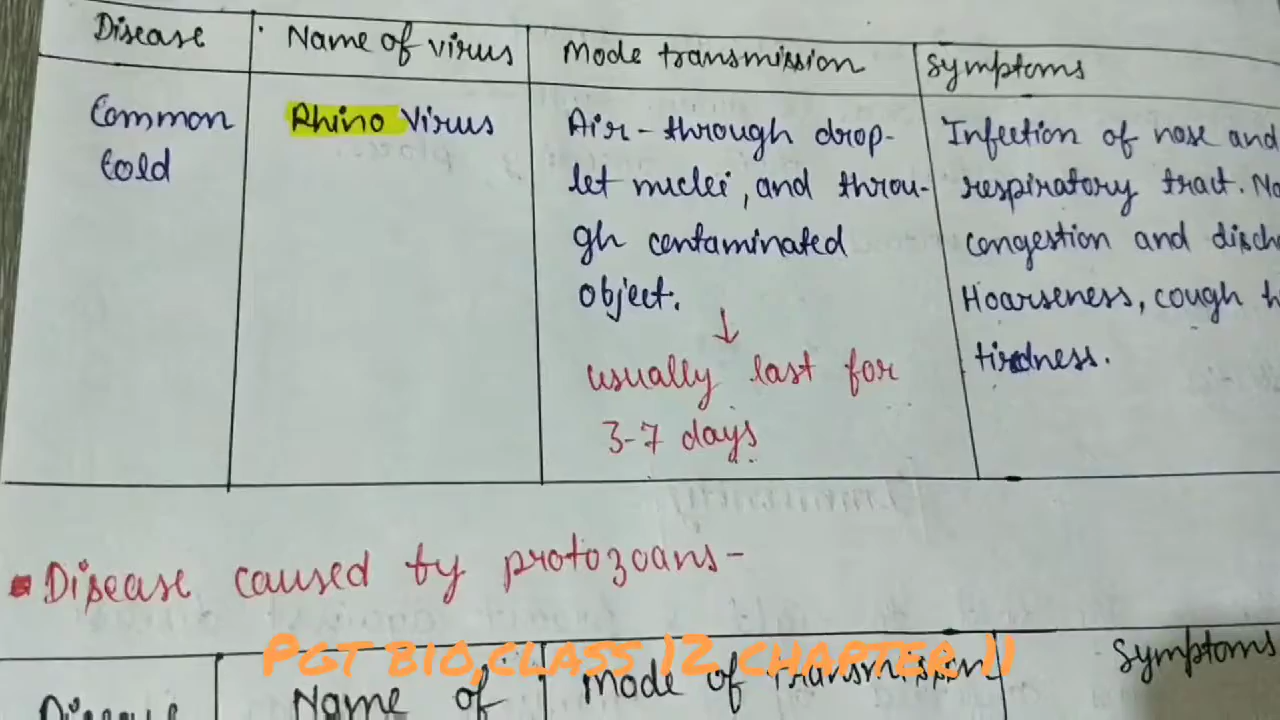 Disease
Name of virus
Mode transmission
Symptoms
Common
Cold
Rhino Virus
Air-through drop-
let nuclei, and throu-
gh contaminated
object.
↓
usually last for
3-7 days
Infection of nose and
respiratory tract.
congestion and
Hoarseness, cough
tiredness.
Disease caused by protozoans-
PGT BIO, CLASS 12, CHAPTER 11
Disease
Name of
Mode of transmission
Symptoms